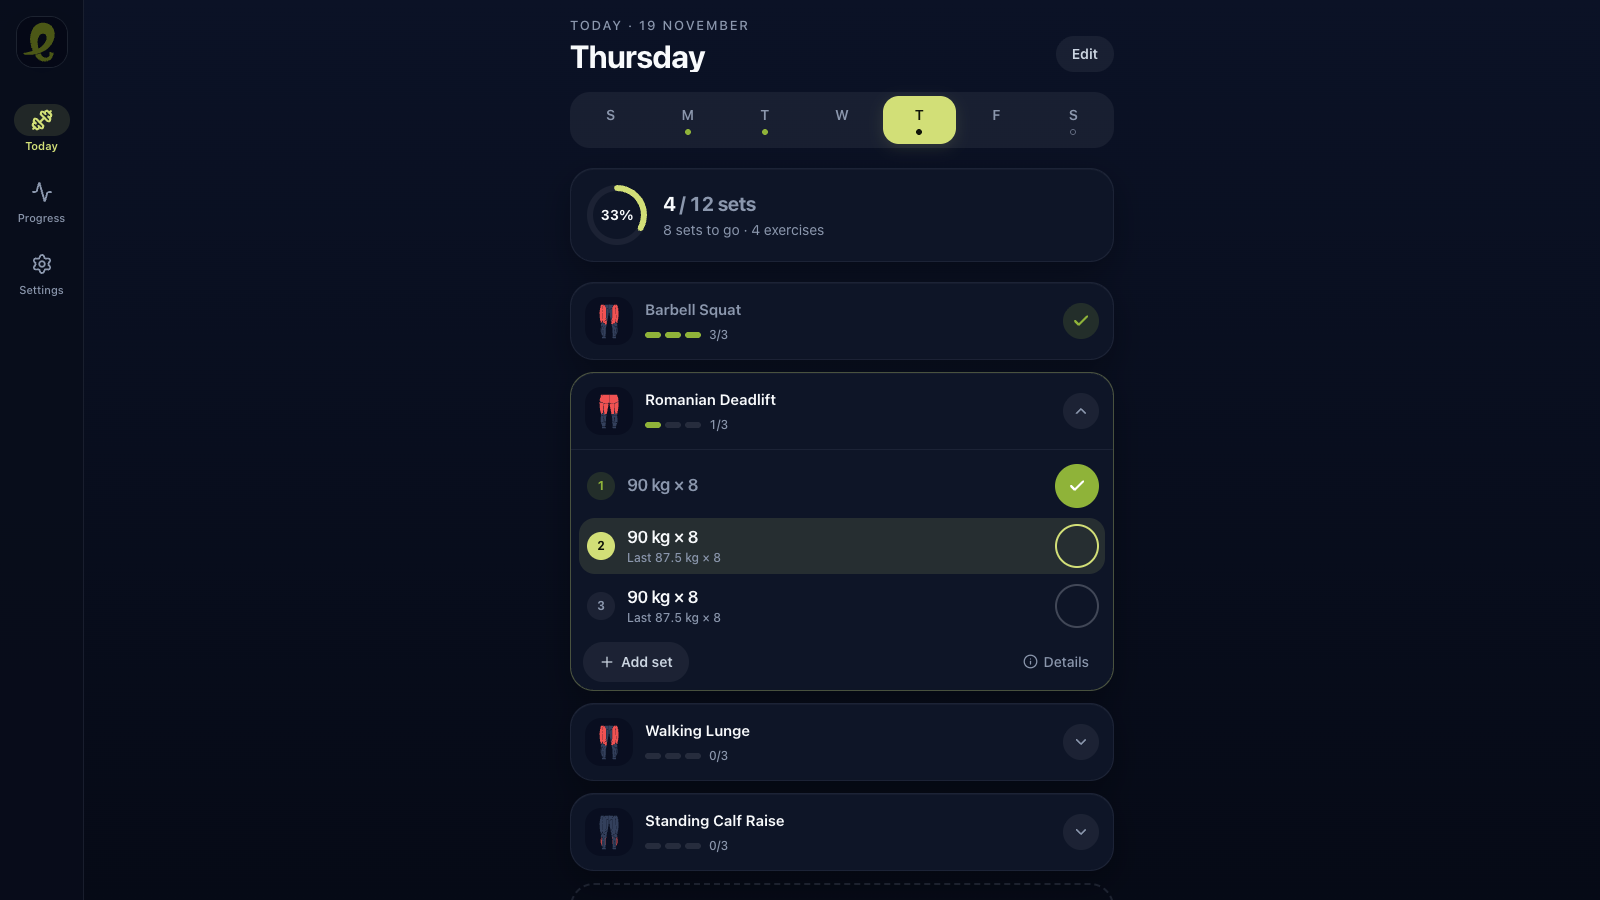 TODAY · 19 NOVEMBER
Thursday
Edit
S M T W T F S
Today
Progress
Settings
33%
4 / 12 sets
8 sets to go · 4 exercises
Barbell Squat
3/3
Romanian Deadlift
1/3
1 90 kg × 8
2 90 kg × 8
Last 87.5 kg × 8
3 90 kg × 8
Last 87.5 kg × 8
Add set
Details
Walking Lunge
0/3
Standing Calf Raise
0/3